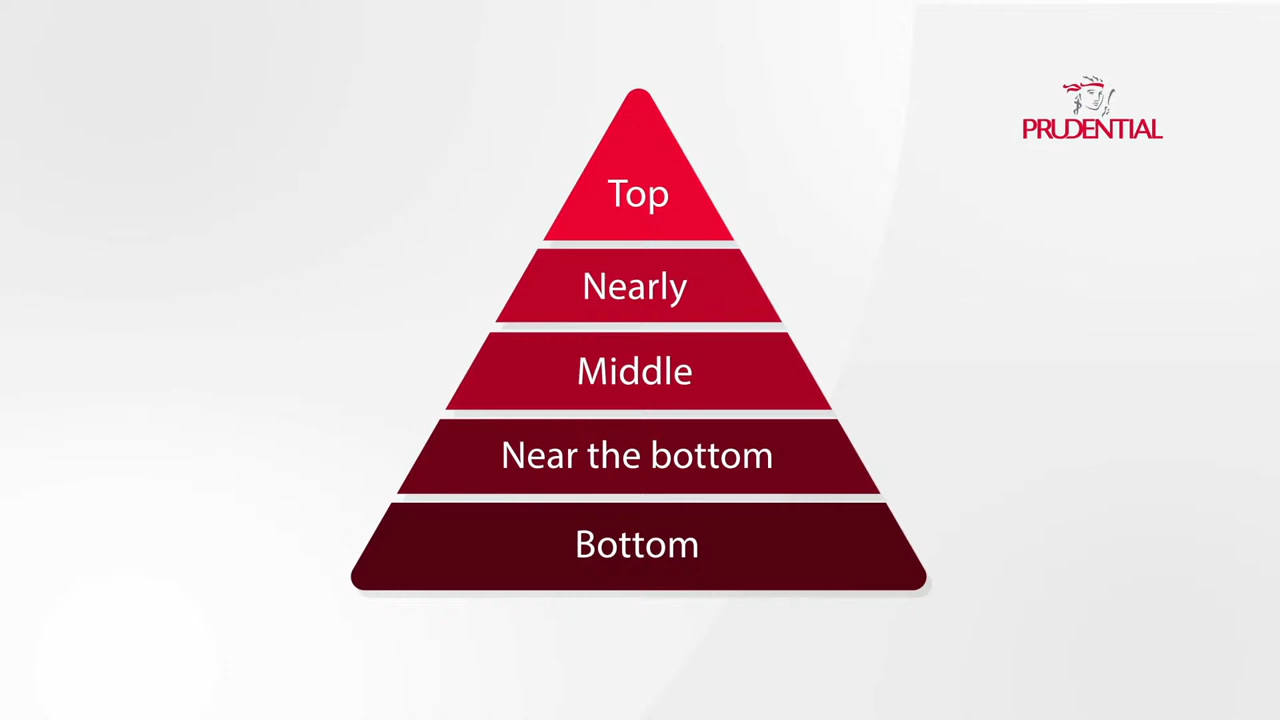 PRUDENTIAL
Top
Nearly
Middle
Near the bottom
Bottom